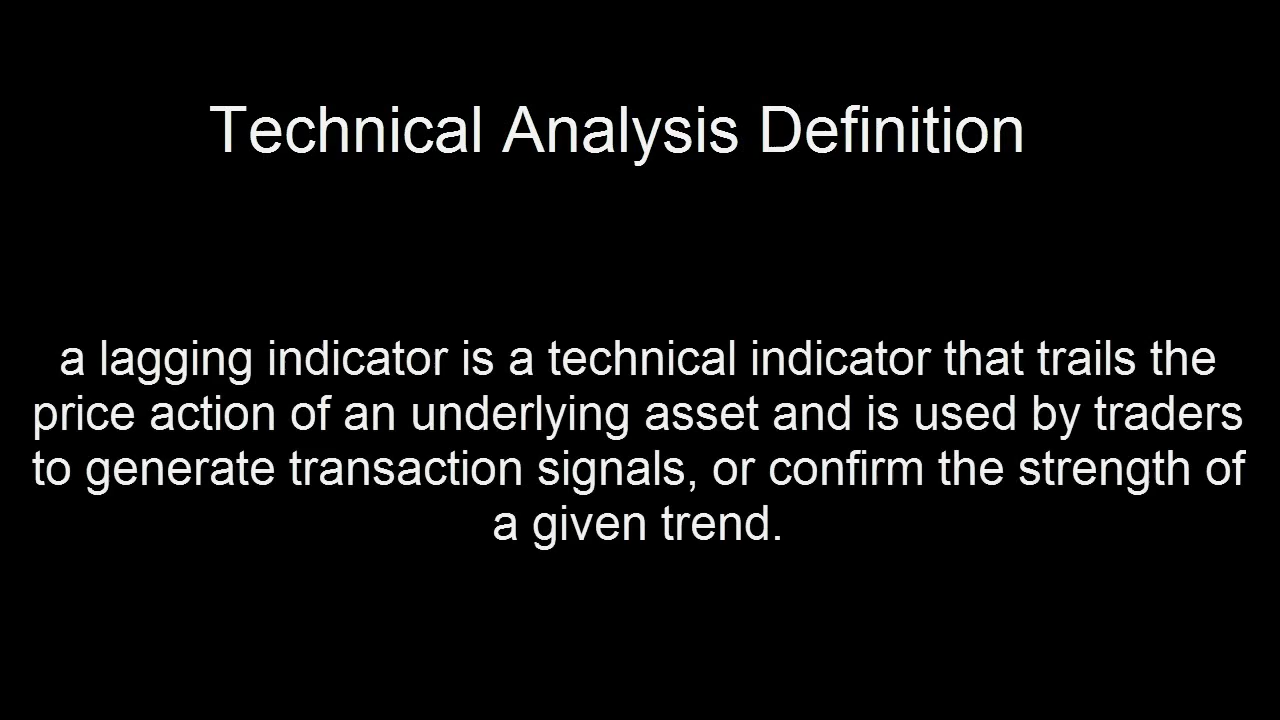 Technical Analysis Definition
a lagging indicator is a technical indicator that trails the
price action of an underlying asset and is used by traders
to generate transaction signals, or confirm the strength of
a given trend.